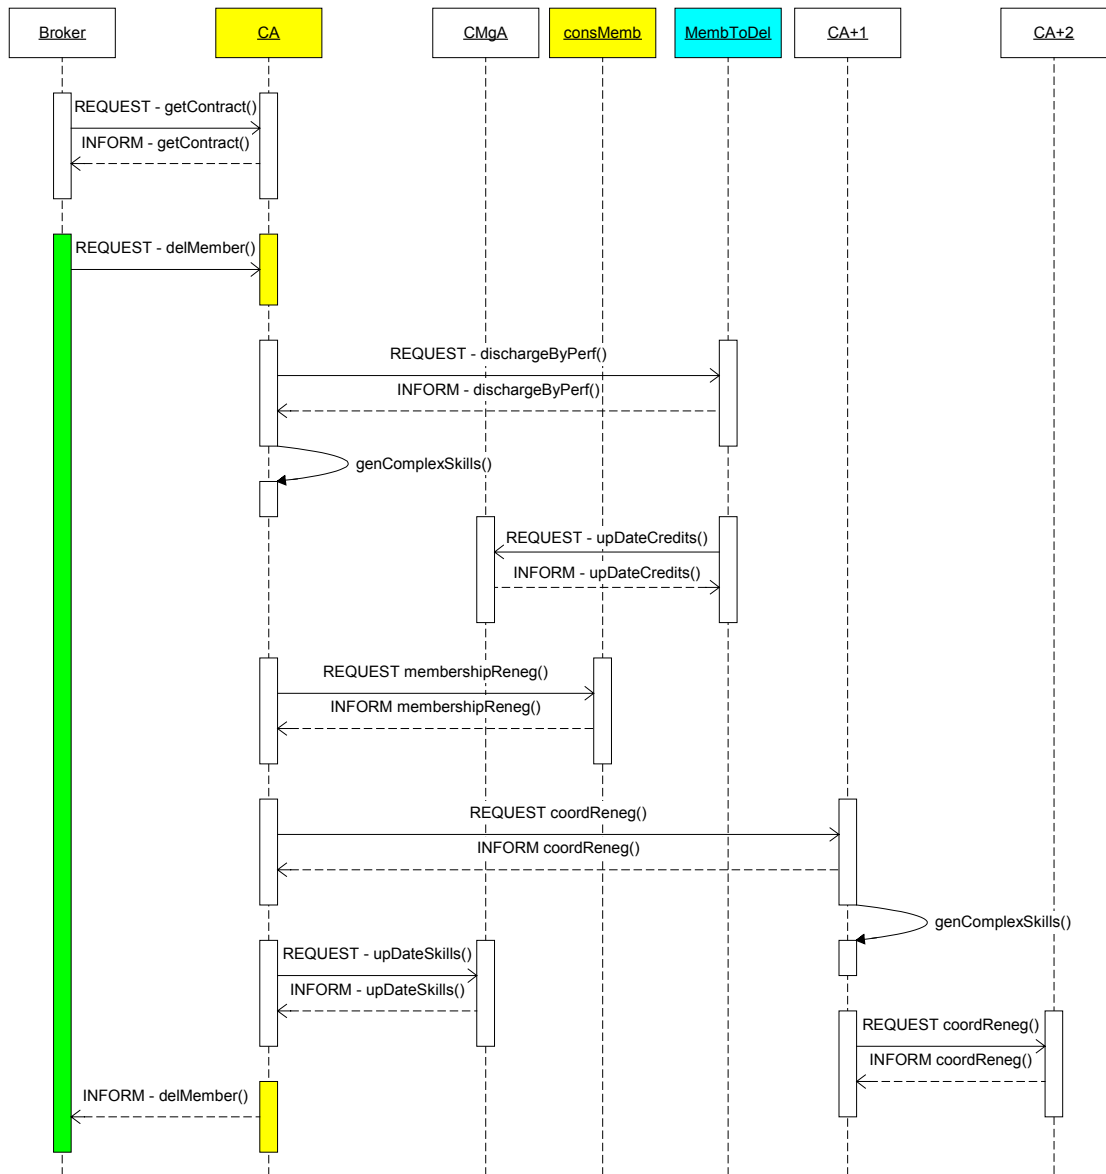 Broker
CA
CMgA
consMemb
MembToDel
CA+1
CA+2
REQUEST - getContract()
INFORM - getContract()
REQUEST - delMember()
REQUEST - dischargeByPerf()
INFORM - dischargeByPerf()
genComplexSkills()
REQUEST - upDateCredits()
INFORM - upDateCredits()
REQUEST membershipReneg()
INFORM membershipReneg()
REQUEST coordReneg()
INFORM coordReneg()
genComplexSkills()
REQUEST - upDateSkills()
INFORM - upDateSkills()
REQUEST coordReneg()
INFORM coordReneg()
INFORM - delMember()